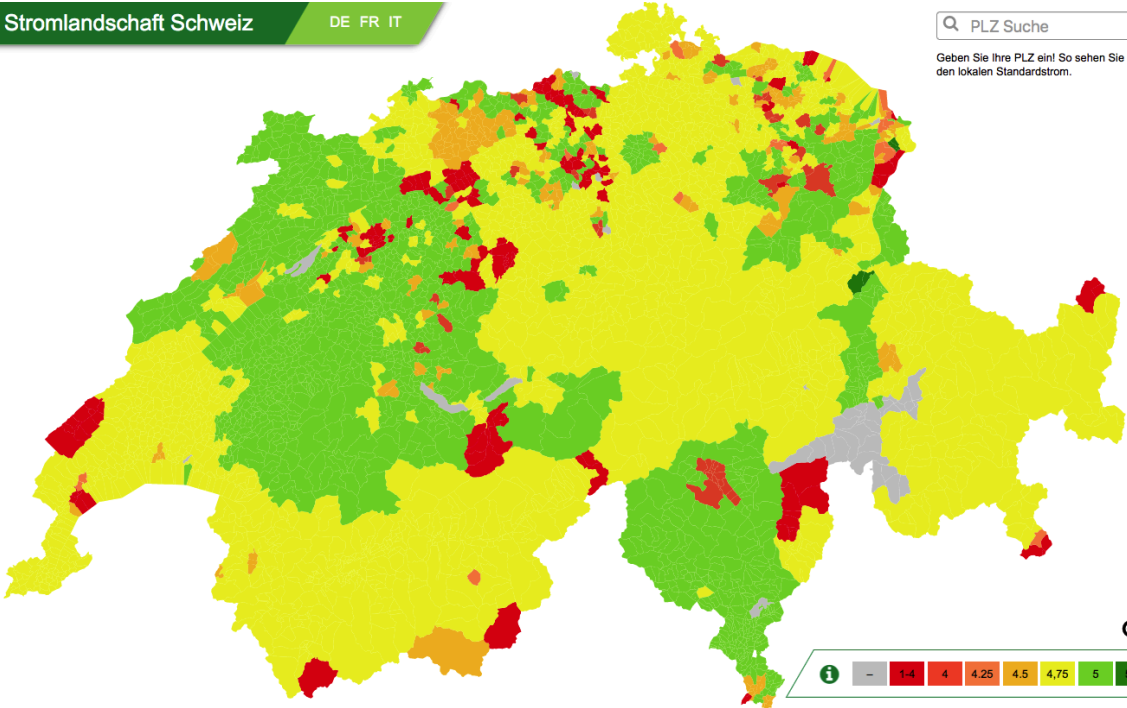 Stromlandschaft Schweiz
DE FR IT
PLZ Suche
Geben Sie Ihre PLZ ein! So sehen Sie
den lokalen Standardstrom.
– 1-4 4 4.25 4.5 4,75 5